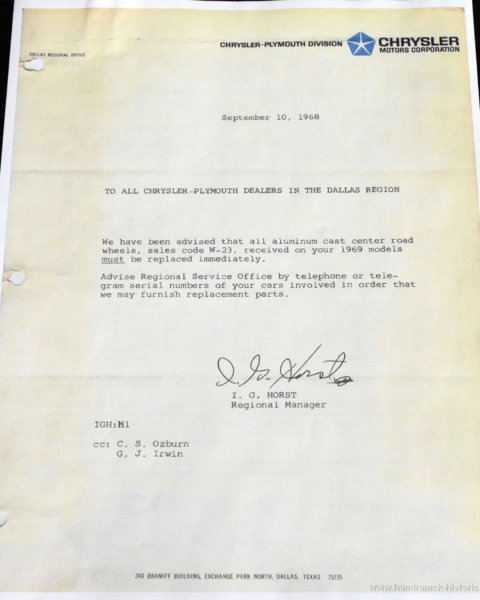 DALLAS REGIONAL OFFICE
CHRYSLER-PLYMOUTH DIVISION
CHRYSLER
MOTORS CORPORATION
September 10, 1968
TO ALL CHRYSLER-PLYMOUTH DEALERS IN THE DALLAS REGION
We have been advised that all aluminum cast center road
wheels, sales code W-23, received on your 1969 models
must be replaced immediately.
Advise Regional Service Office by telephone or tele-
gram serial numbers of your cars involved in order that
we may furnish replacement parts.
I. G. Horst
I. G. HORST
Regional Manager
IGH:Ml
cc: C. S. Ozburn
G. J. Irwin
240 BRANIFF BUILDING, EXCHANGE PARK NORTH, DALLAS, TEXAS 75235
www.hamtramck-historic